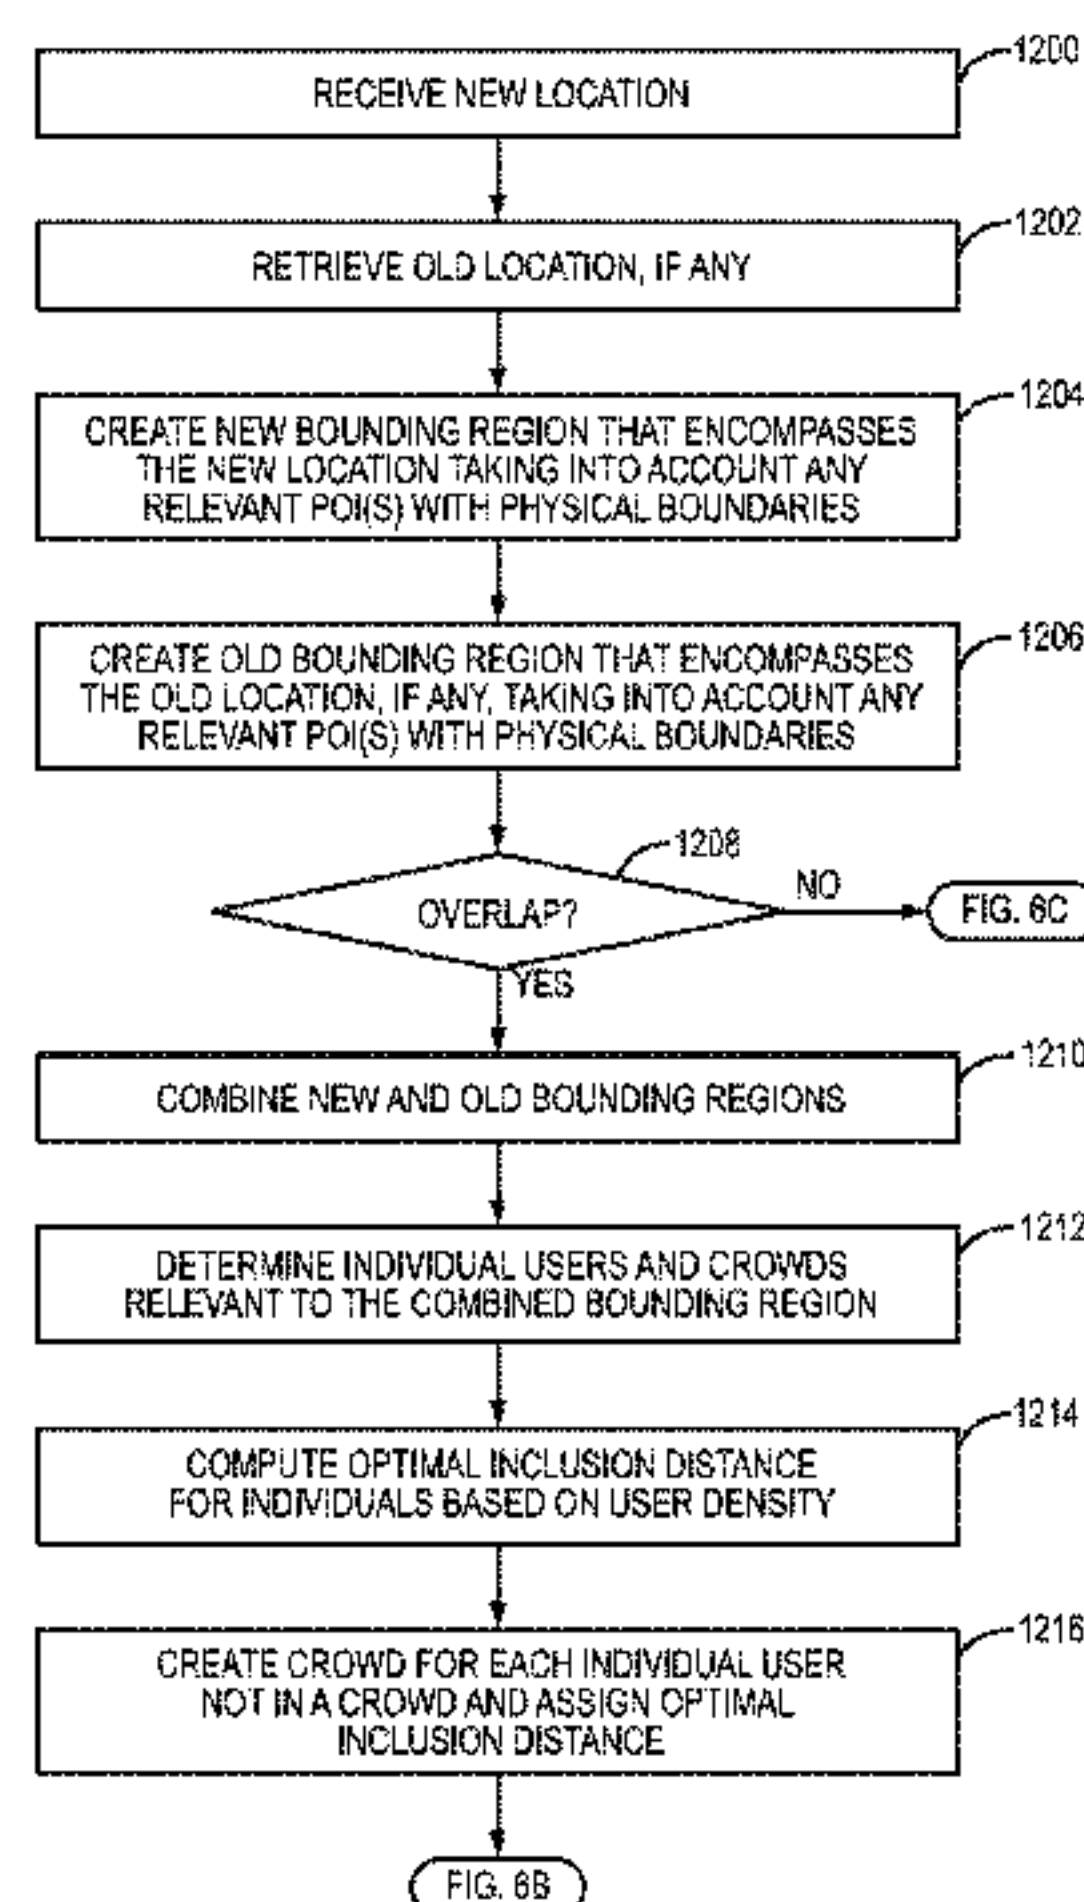 1200
RECEIVE NEW LOCATION
1202
RETRIEVE OLD LOCATION, IF ANY
1204
CREATE NEW BOUNDING REGION THAT ENCOMPASSES
THE NEW LOCATION TAKING INTO ACCOUNT ANY
RELEVANT POI(S) WITH PHYSICAL BOUNDARIES
1206
CREATE OLD BOUNDING REGION THAT ENCOMPASSES
THE OLD LOCATION, IF ANY, TAKING INTO ACCOUNT ANY
RELEVANT POI(S) WITH PHYSICAL BOUNDARIES
1208
OVERLAP?
NO
FIG. 6C
YES
1210
COMBINE NEW AND OLD BOUNDING REGIONS
1212
DETERMINE INDIVIDUAL USERS AND CROWDS
RELEVANT TO THE COMBINED BOUNDING REGION
1214
COMPUTE OPTIMAL INCLUSION DISTANCE
FOR INDIVIDUALS BASED ON USER DENSITY
1216
CREATE CROWD FOR EACH INDIVIDUAL USER
NOT IN A CROWD AND ASSIGN OPTIMAL
INCLUSION DISTANCE
FIG. 6B